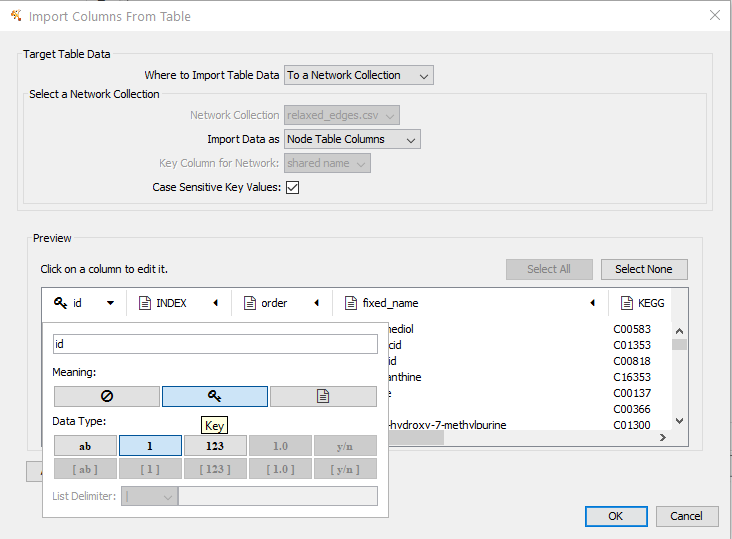 Import Columns From Table
Target Table Data
Where to Import Table Data To a Network Collection
Select a Network Collection
Network Collection relaxed_edges.csv
Import Data as Node Table Columns
Key Column for Network: shared name
Case Sensitive Key Values:
Preview
Click on a column to edit it. Select All Select None
id INDEX order fixed_name KEGG
id
Meaning:
Key
Data Type:
ab 1 123 1.0 y/n
[ ab ] [ 1 ] [ 123 ] [ 1.0 ] [ y/n ]
List Delimiter: |
nediol C00583
cid C01353
id C00818
anthine C16353
e C00137
C00366
-hydroxy-7-methylpurine C01300
A
OK Cancel